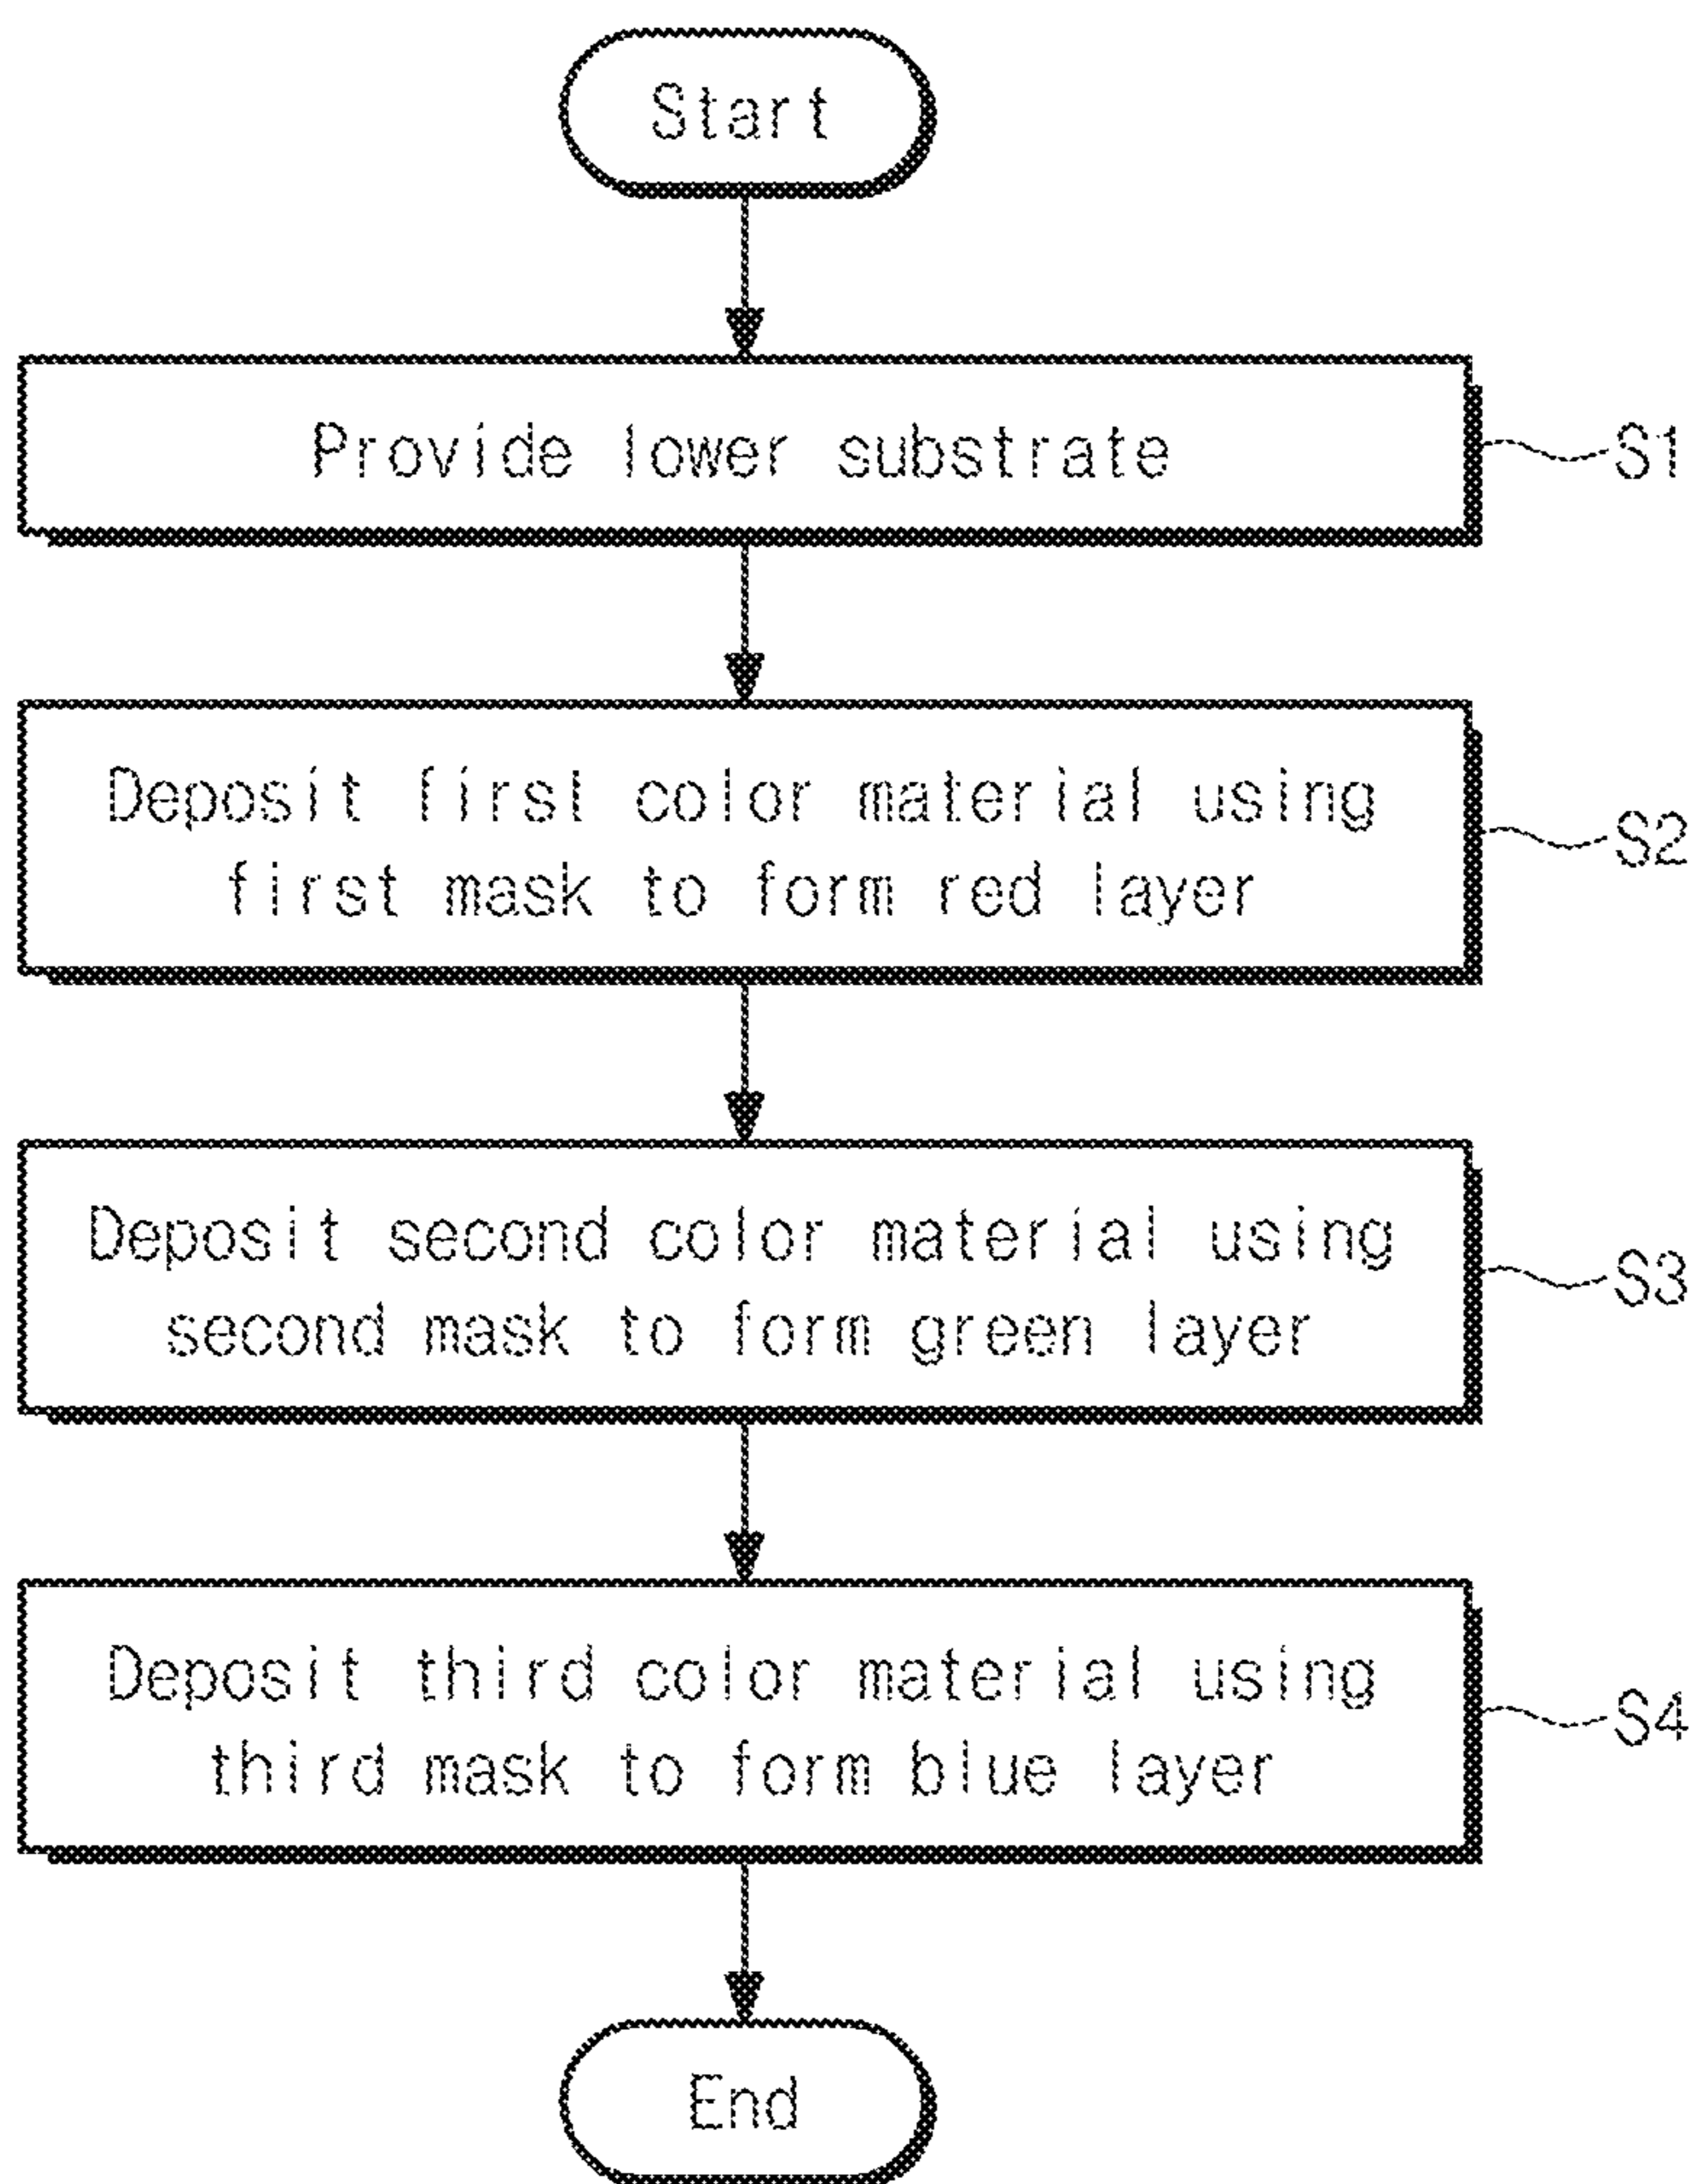 Start
Provide lower substrate
S1
Deposit first color material using
first mask to form red layer
S2
Deposit second color material using
second mask to form green layer
S3
Deposit third color material using
third mask to form blue layer
S4
End